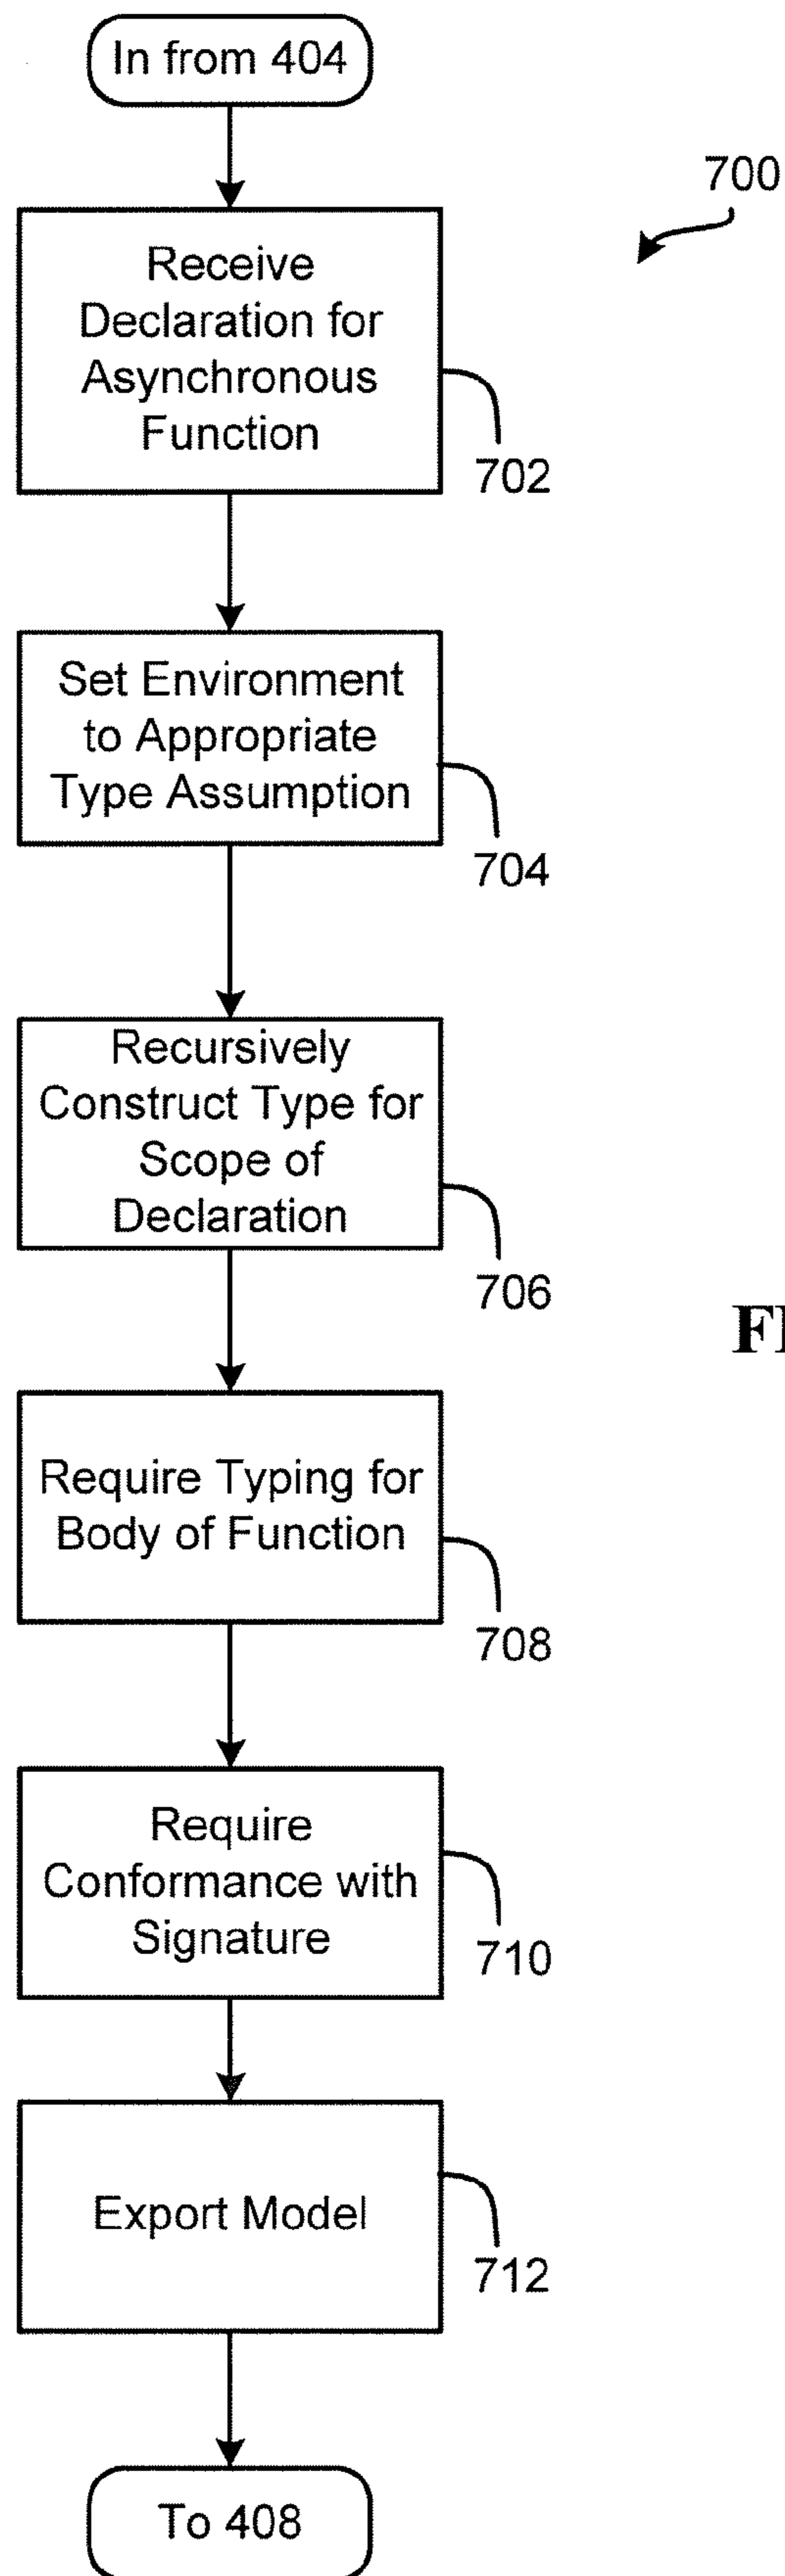 In from 404
700
Receive
Declaration for
Asynchronous
Function
702
Set Environment
to Appropriate
Type Assumption
704
Recursively
Construct Type for
Scope of
Declaration
706
Require Typing for
Body of Function
708
Require
Conformance with
Signature
710
Export Model
712
To 408